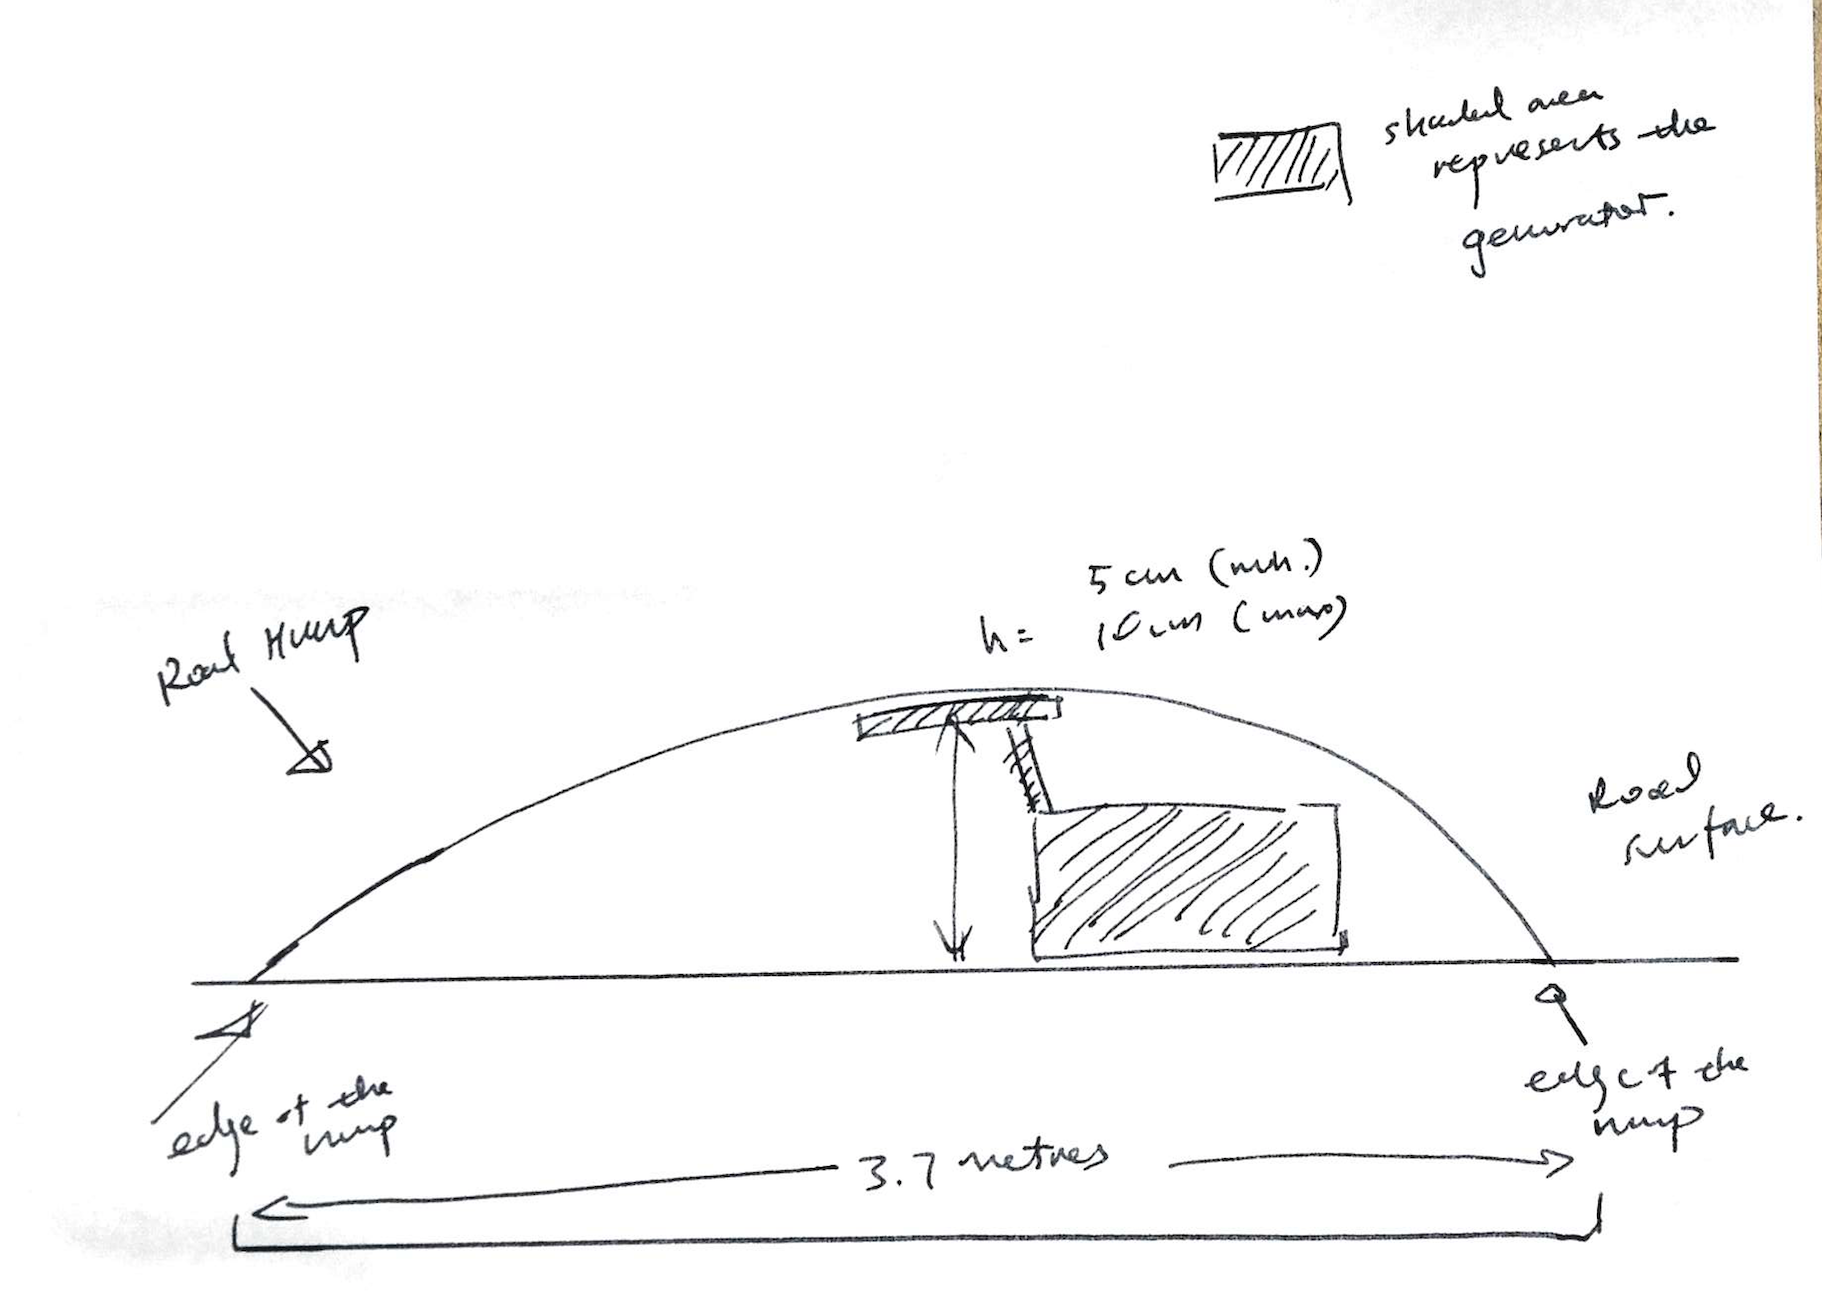 shaded area
represents the
generator.
5 cm (min.)
h = 10 cm (max)
Road Hump
Road
surface.
edge of the
hump
edge of the
hump
3.7 metres